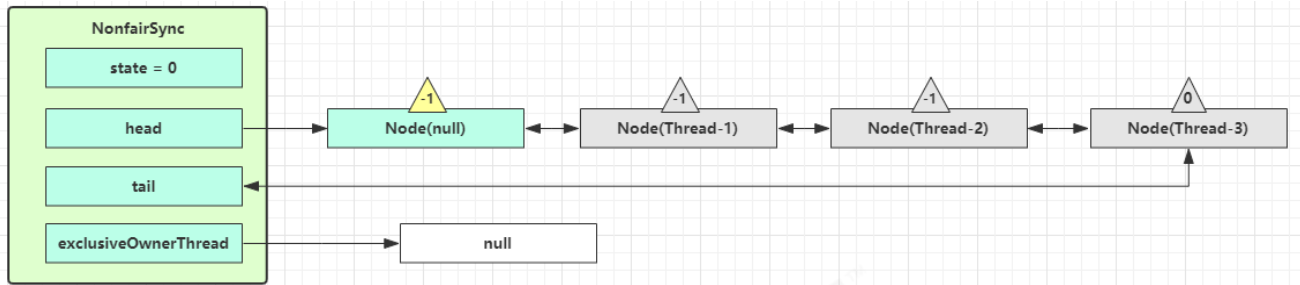 NonfairSync
state = 0
head
tail
exclusiveOwnerThread
-1
Node(null)
-1
Node(Thread-1)
-1
Node(Thread-2)
0
Node(Thread-3)
null